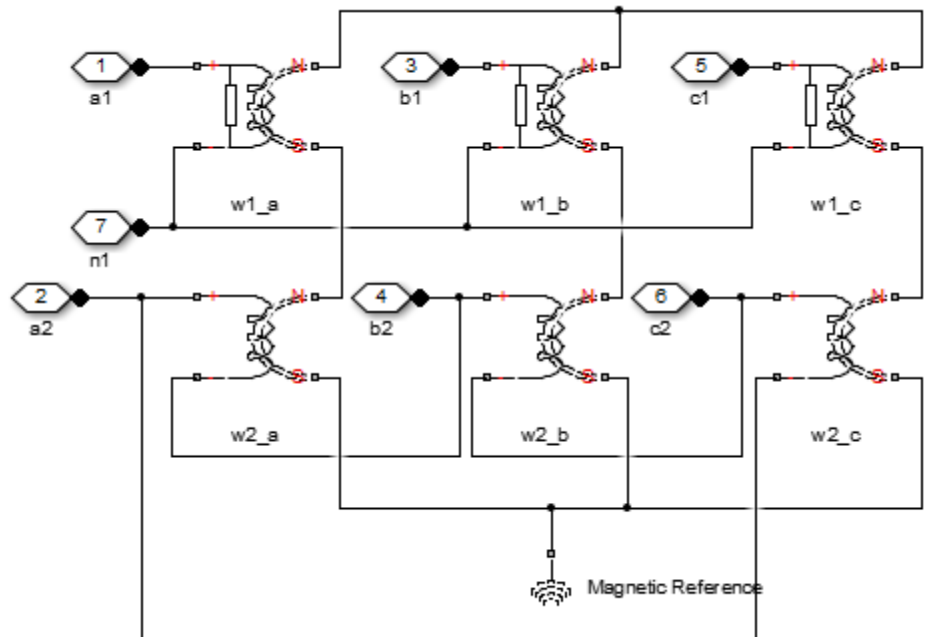 1 + N 3 + N 5 + N
a1 b1 c1
- S - S - S
w1_a w1_b w1_c
7
n1
2 + N 4 + N 6 + N
a2 b2 c2
- S - S - S
w2_a w2_b w2_c
Magnetic Reference